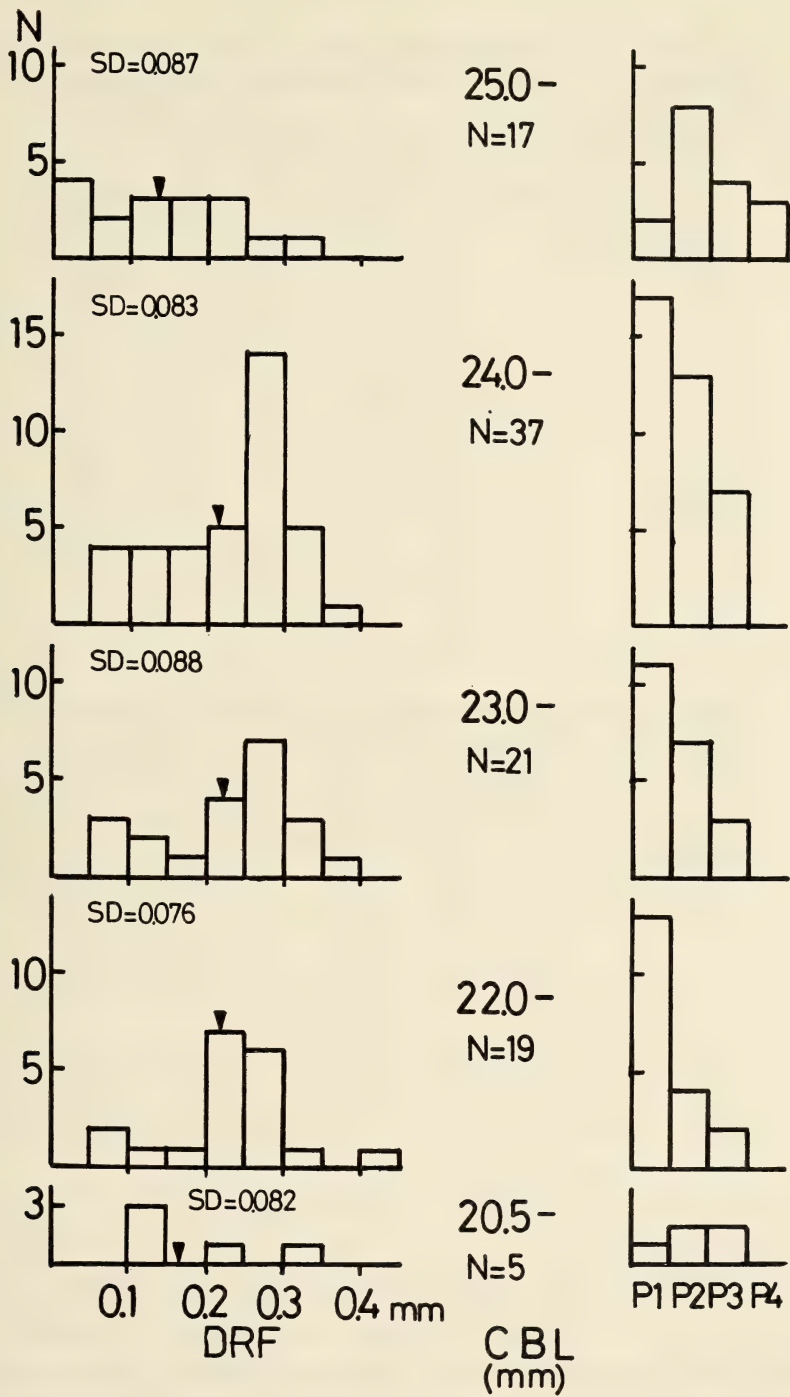 N
10 SD=0.087 25.0-
N=17
5
SD=0.083
15
24.0-
10 N=37
5
SD=0.088
10 23.0-
5 N=21
SD=0.076
10 22.0-
5 N=19
3 SD=0.082 20.5-
N=5
0.1 0.2 0.3 0.4 mm P1 P2 P3 P4
DRF CBL
(mm)